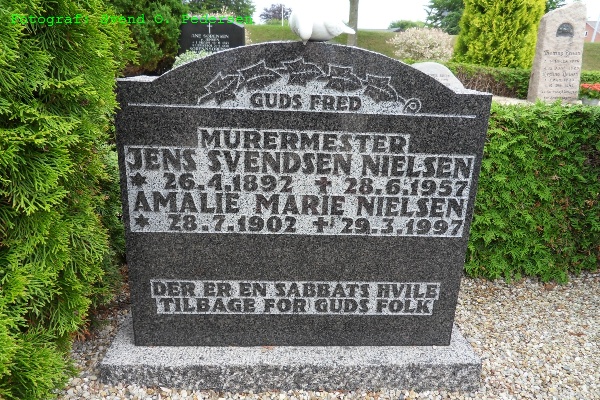 Fotograf: Svend O. Pedersen
GUDS FRED
MURERMESTER
JENS SVENDSEN NIELSEN
* 26.4.1892 ✝ 28.6.1957
AMALIE MARIE NIELSEN
* 28.7.1902 ✝ 29.3.1997
DER ER EN SABBATS HVILE
TILBAGE FOR GUDS FOLK